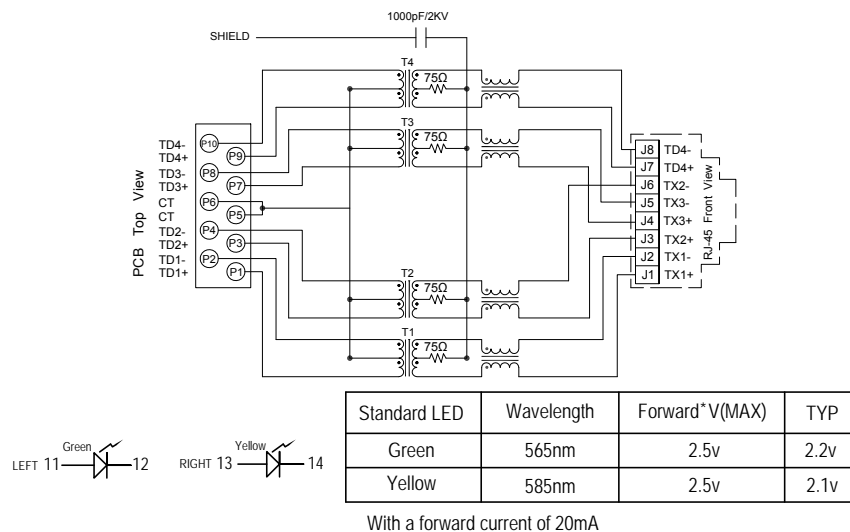 1000pF/2KV
SHIELD
T4
75Ω
T3
75Ω
TD4-
TD4+
TD3-
TD3+
CT
CT
TD2-
TD2+
TD1-
TD1+
PCB Top View
P10
P9
P8
P7
P6
P5
P4
P3
P2
P1
T2
75Ω
T1
75Ω
J8 TD4-
J7 TD4+
J6 TX2-
J5 TX3-
J4 TX3+
J3 TX2+
J2 TX1-
J1 TX1+
RJ-45 Front View
Green
LEFT 11 12
Yellow
RIGHT 13 14
Standard LED Wavelength Forward*V(MAX) TYP
Green 565nm 2.5v 2.2v
Yellow 585nm 2.5v 2.1v
With a forward current of 20mA